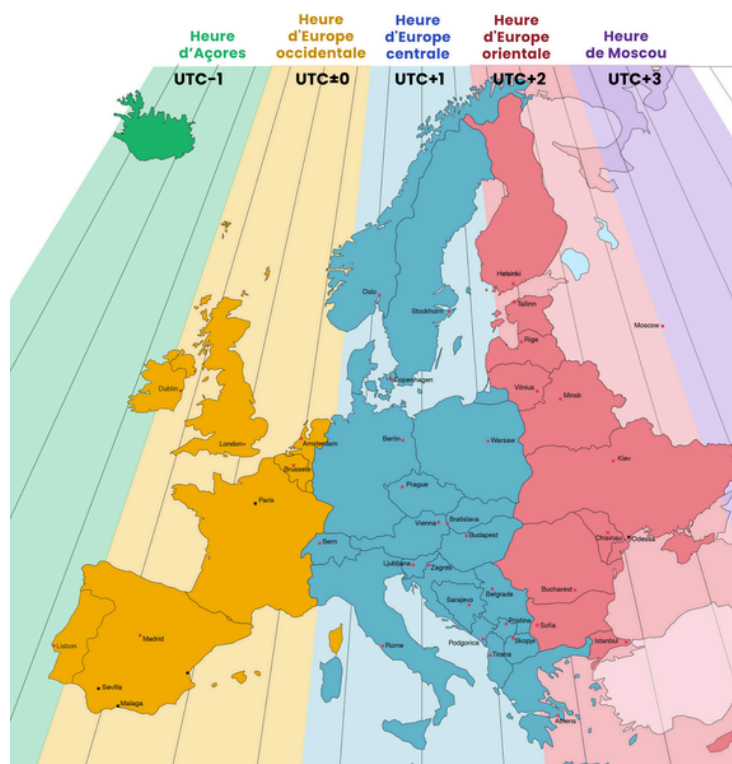 Heure
d'Açores
Heure
d'Europe
occidentale
Heure
d'Europe
centrale
Heure
d'Europe
orientale
Heure
de Moscou
UTC−1
UTC±0
UTC+1
UTC+2
UTC+3
Helsinki
Oslo
Tallinn
Stockholm
Moscow
Riga
Copenhagen
Dublin
Vilnius
Minsk
London
Amsterdam
Berlin
Warsaw
Brussels
Kiev
Prague
Paris
Vienna
Bratislava
Budapest
Chisinau
Odessa
Bern
Ljubljana
Zagreb
Belgrade
Bucharest
Sarajevo
Pristina
Sofia
Madrid
Podgorica
Skopje
Istanbul
Lisbon
Rome
Tirana
Sevilla
Malaga
Athens